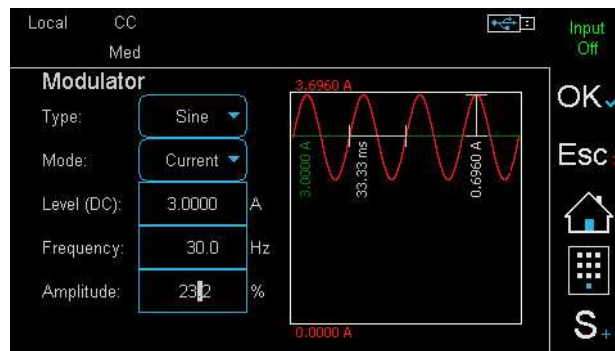 Local CC
Med
Input
Off
Modulator
Type: Sine
Mode: Current
Level (DC): 3.0000 A
Frequency: 30.0 Hz
Amplitude: 23.2 %
3.6960 A
3.0000 A
33.33 ms
0.6960 A
0.0000 A
OK
Esc
S+